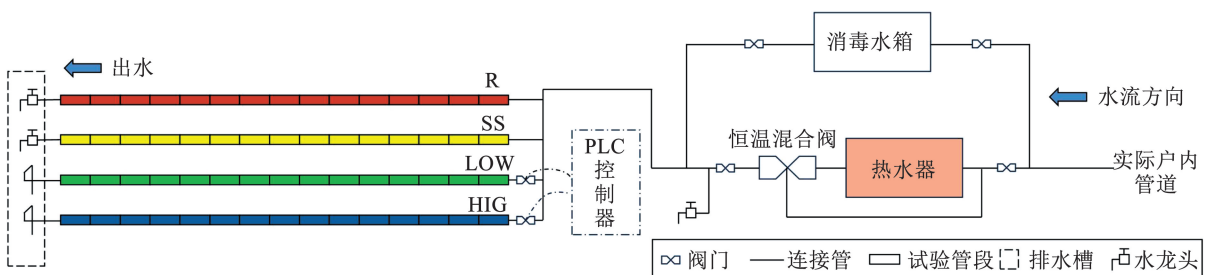 消毒水箱
出水
R
水流方向
SS
PLC
控
制
器
恒温混合阀
LOW
热水器
实际户内
管道
HIG
阀门
连接管
试验管段
排水槽
水龙头